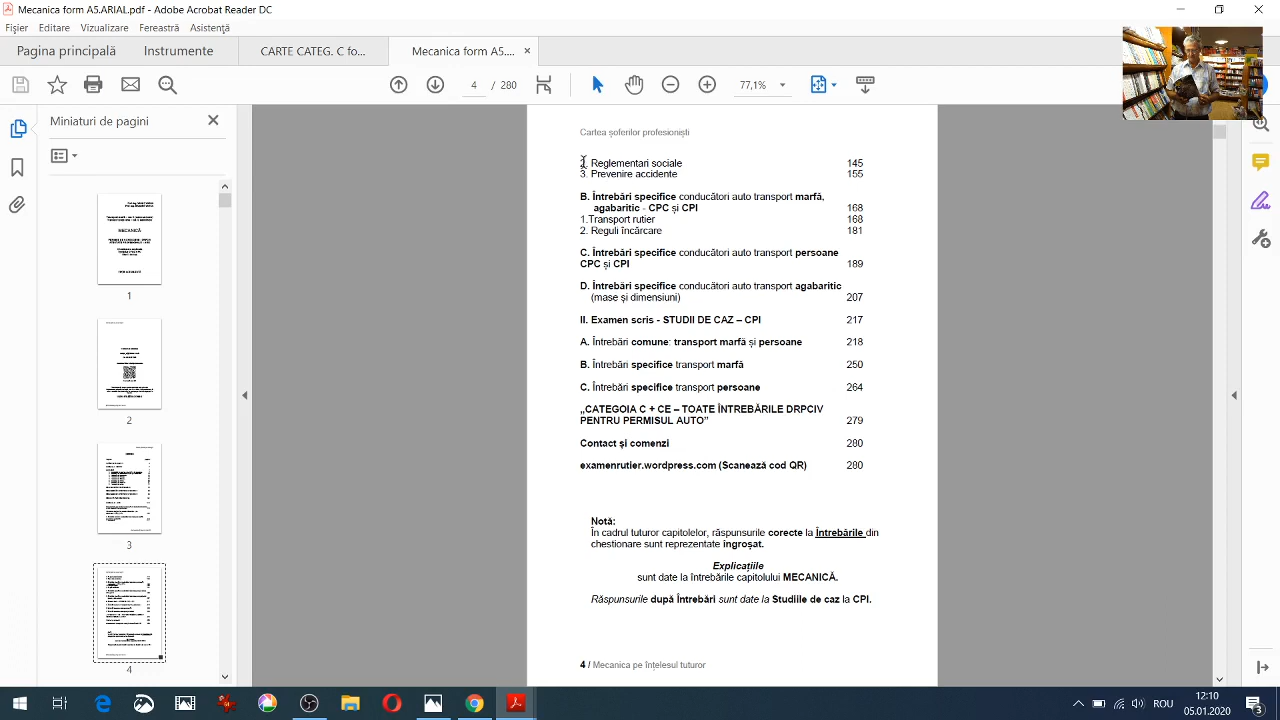 Mecanica form A5.ARIAL.pdf - Adobe Acrobat Reader DC
Fișier Editare Vizualizare Fereastră Asistență
Pagina principală Instrumente CARTE CATEG. C fo... Mecanica form A5.... ×
4 / 280 77,1%
Miniaturi de pagini
1
2
3
4
Cartea șoferilor profesioniști
2. Reglementari sociale 145
3. Prevenire accidente 155
B. Întrebări specifice conducători auto transport marfă,
agabaritic - CPC și CPI 168
1.Transport rutier 168
2. Reguli încărcare 181
C. Întrebări specifice conducători auto transport persoane
CPC și CPI 189
D. Întrebări specifice conducători auto transport agabaritic
(mase și dimensiuni) 207
II. Examen scris - STUDII DE CAZ – CPI 217
A. Întrebări comune: transport marfă și persoane 218
B. Întrebări specifice transport marfă 250
C. Întrebări specifice transport persoane 264
„CATEGOIA C + CE – TOATE ÎNTREBĂRILE DRPCIV
PENTRU PERMISUL AUTO” 279
Contact și comenzi 280
examenrutier.wordpress.com (Scanează cod QR) 280
Notă:
În cadrul tuturor capitolelor, răspunsurile corecte la întrebările din
chestionare sunt reprezentate îngroșat.
Explicațiile
sunt date la întrebările capitolului MECANICĂ.
Răspunsurile după Întrebări sunt date la Studiile de caz la CPI.
4 / Mecanica pe înțelesul tuturor
ROU
12:10
05.01.2020
3